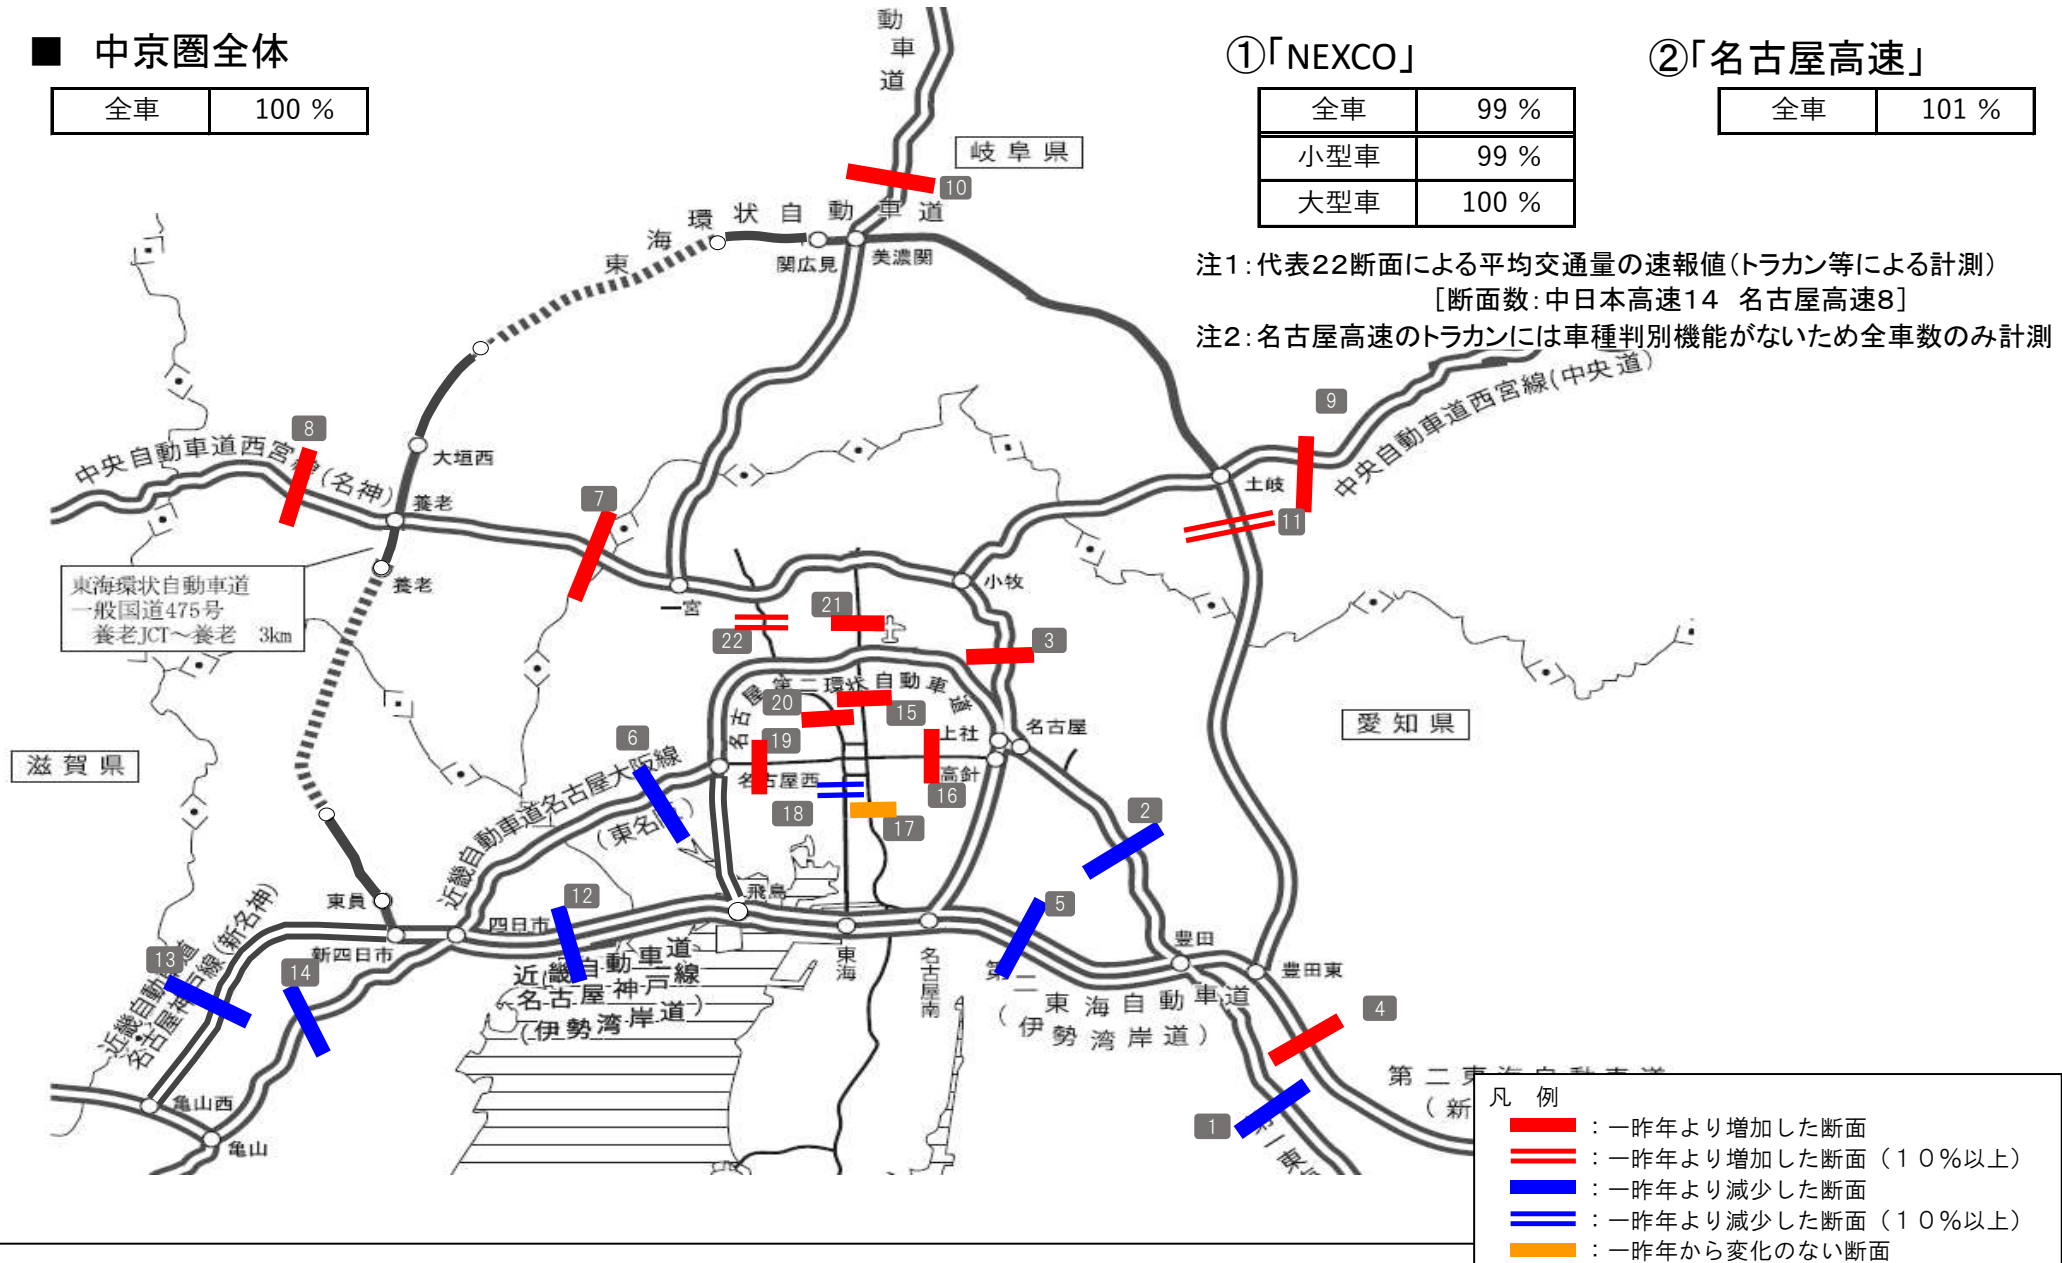 ■ 中京圏全体
全車 100 %
①「NEXCO」
全車 99 %
小型車 99 %
大型車 100 %
②「名古屋高速」
全車 101 %
注1：代表22断面による平均交通量の速報値（トラカン等による計測）
［断面数：中日本高速14 名古屋高速8］
注2：名古屋高速のトラカンには車種判別機能がないため全車数のみ計測
動車道
岐阜県
10
東海環状自動車道
関広見
美濃関
中央自動車道西宮線(中央道)
9
8
中央自動車道西宮線(名神)
大垣西
養老
7
土岐
11
養老
東海環状自動車道
一般国道475号
養老JCT～養老 3km
一宮
小牧
21
22
3
名古屋第二環状自動車道
20
15
上社
名古屋
愛知県
滋賀県
6
19
名古屋西
高針
16
近畿自動車道名古屋大阪線
(東名阪)
18
17
2
飛島
12
5
東員
四日市
新四日市
東海
名古屋南
豊田
豊田東
13
14
近畿自動車道
名古屋神戸線(新名神)
近畿自動車道
名古屋神戸線
(伊勢湾岸道)
第二東海自動車道
(伊勢湾岸道)
4
亀山西
亀山
1
第二東海自動車道
(新
凡 例
：一昨年より増加した断面
：一昨年より増加した断面（１０％以上）
：一昨年より減少した断面
：一昨年より減少した断面（１０％以上）
：一昨年から変化のない断面